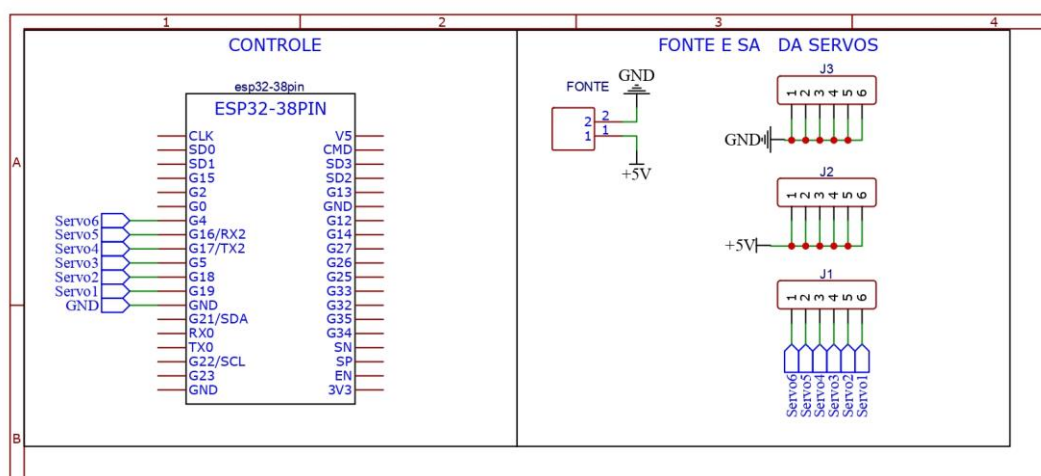 1 2 3 4
A
B
CONTROLE
esp32-38pin
ESP32-38PIN
CLK V5
SD0 CMD
SD1 SD3
G15 SD2
G2 G13
G0 GND
Servo6 G4 G12
Servo5 G16/RX2 G14
Servo4 G17/TX2 G27
Servo3 G5 G26
Servo2 G18 G25
Servo1 G19 G33
GND GND G32
G21/SDA G35
RX0 G34
TX0 SN
G22/SCL SP
G23 EN
GND 3V3
FONTE E SA DA SERVOS
FONTE
GND
2 2
1 1
+5V
J3
1 2 3 4 5 6
GND
J2
1 2 3 4 5 6
+5V
J1
1 2 3 4 5 6
Servo6 Servo5 Servo4 Servo3 Servo2 Servo1